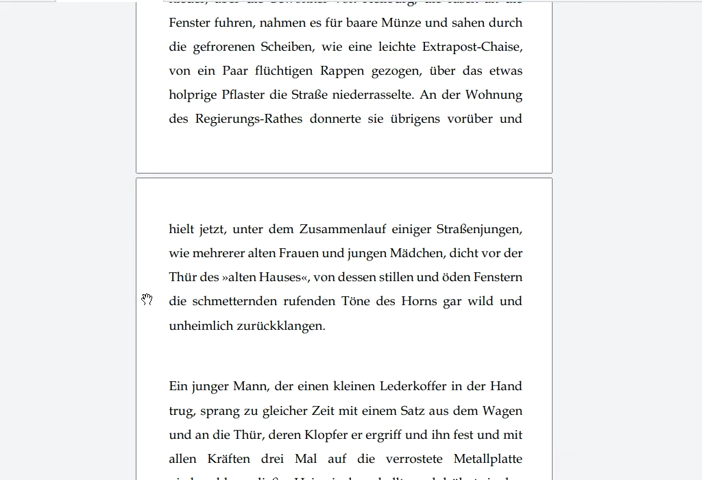 Fenster fuhren, nahmen es für baare Münze und sahen durch
die gefrorenen Scheiben, wie eine leichte Extrapost-Chaise,
von ein Paar flüchtigen Rappen gezogen, über das etwas
holprige Pflaster die Straße niederrasselte. An der Wohnung
des Regierungs-Rathes donnerte sie übrigens vorüber und
hielt jetzt, unter dem Zusammenlauf einiger Straßenjungen,
wie mehrerer alten Frauen und jungen Mädchen, dicht vor der
Thür des »alten Hauses«, von dessen stillen und öden Fenstern
die schmetternden rufenden Töne des Horns gar wild und
unheimlich zurückklangen.
Ein junger Mann, der einen kleinen Lederkoffer in der Hand
trug, sprang zu gleicher Zeit mit einem Satz aus dem Wagen
und an die Thür, deren Klopfer er ergriff und ihn fest und mit
allen Kräften drei Mal auf die verrostete Metallplatte